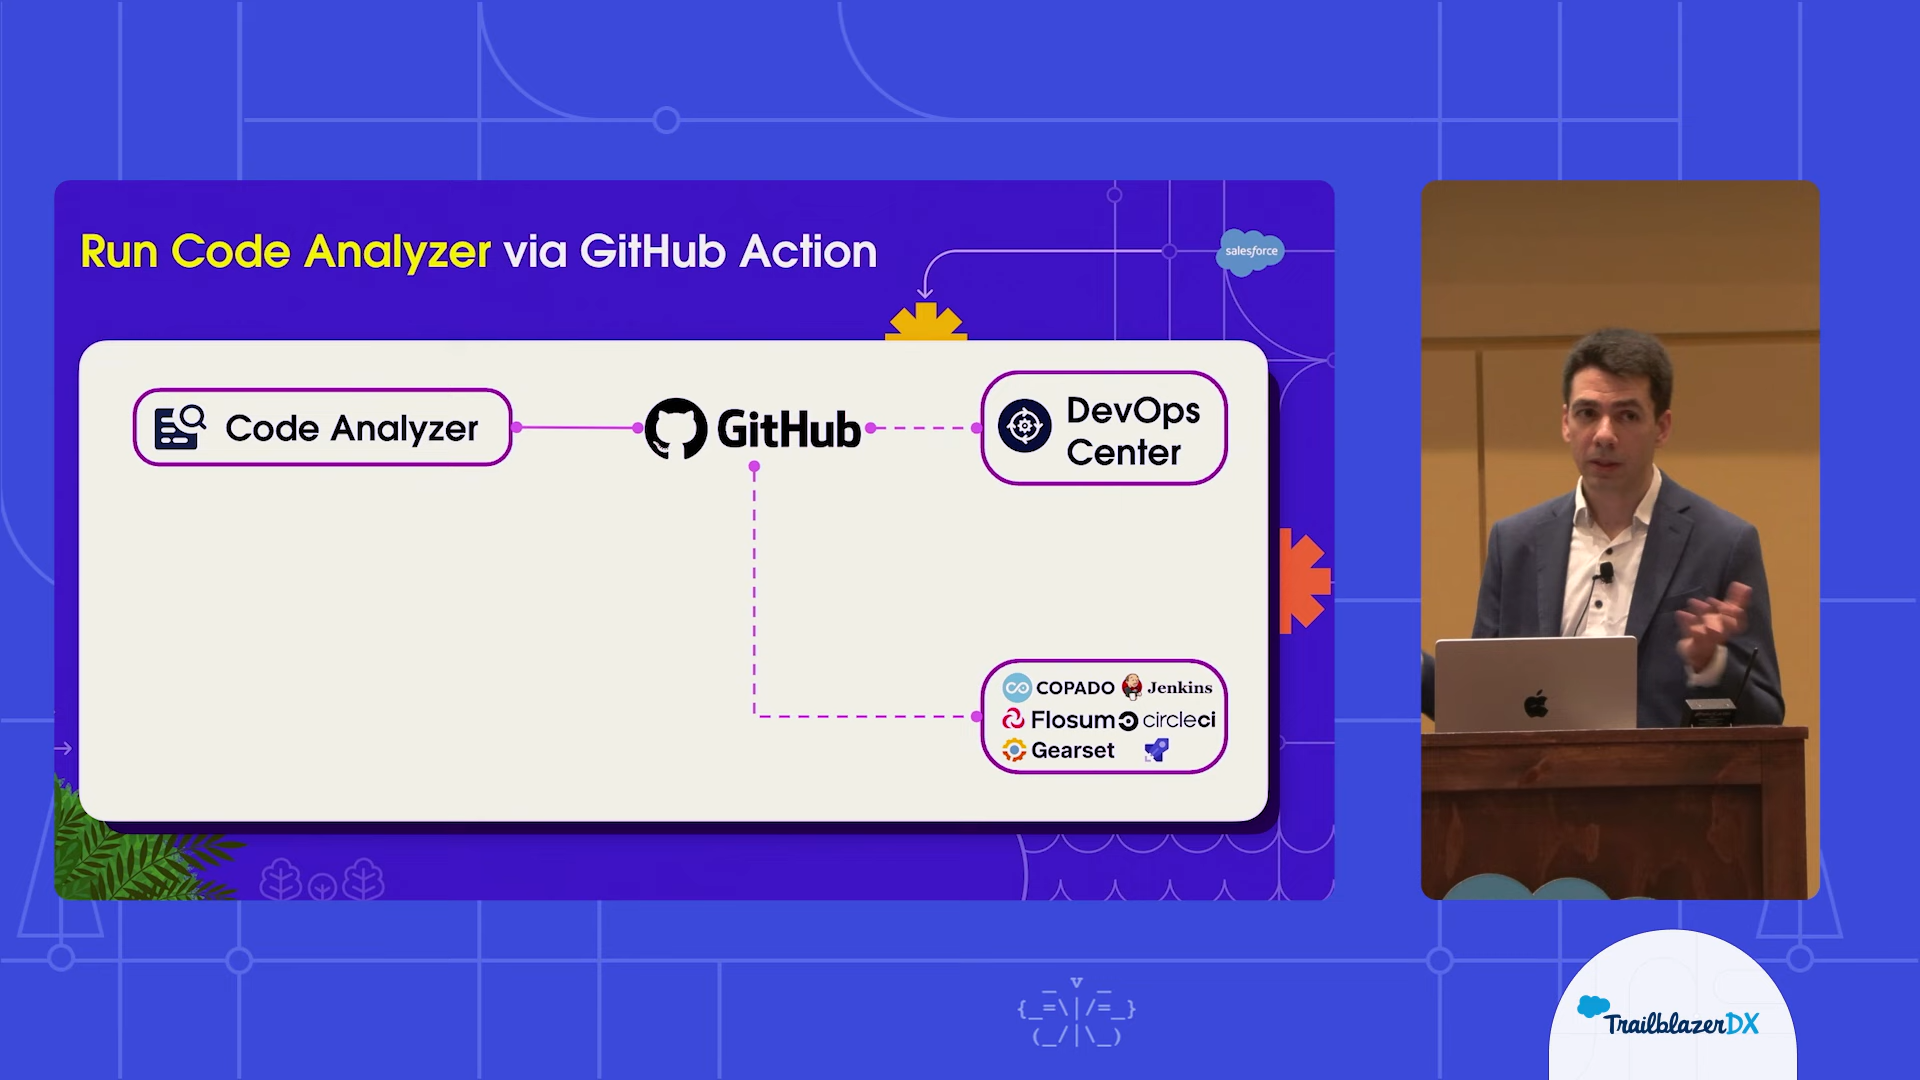 Run Code Analyzer via GitHub Action
salesforce
Code Analyzer
GitHub
DevOps
Center
COPADO Jenkins
Flosum circleci
Gearset
TrailblazerDX